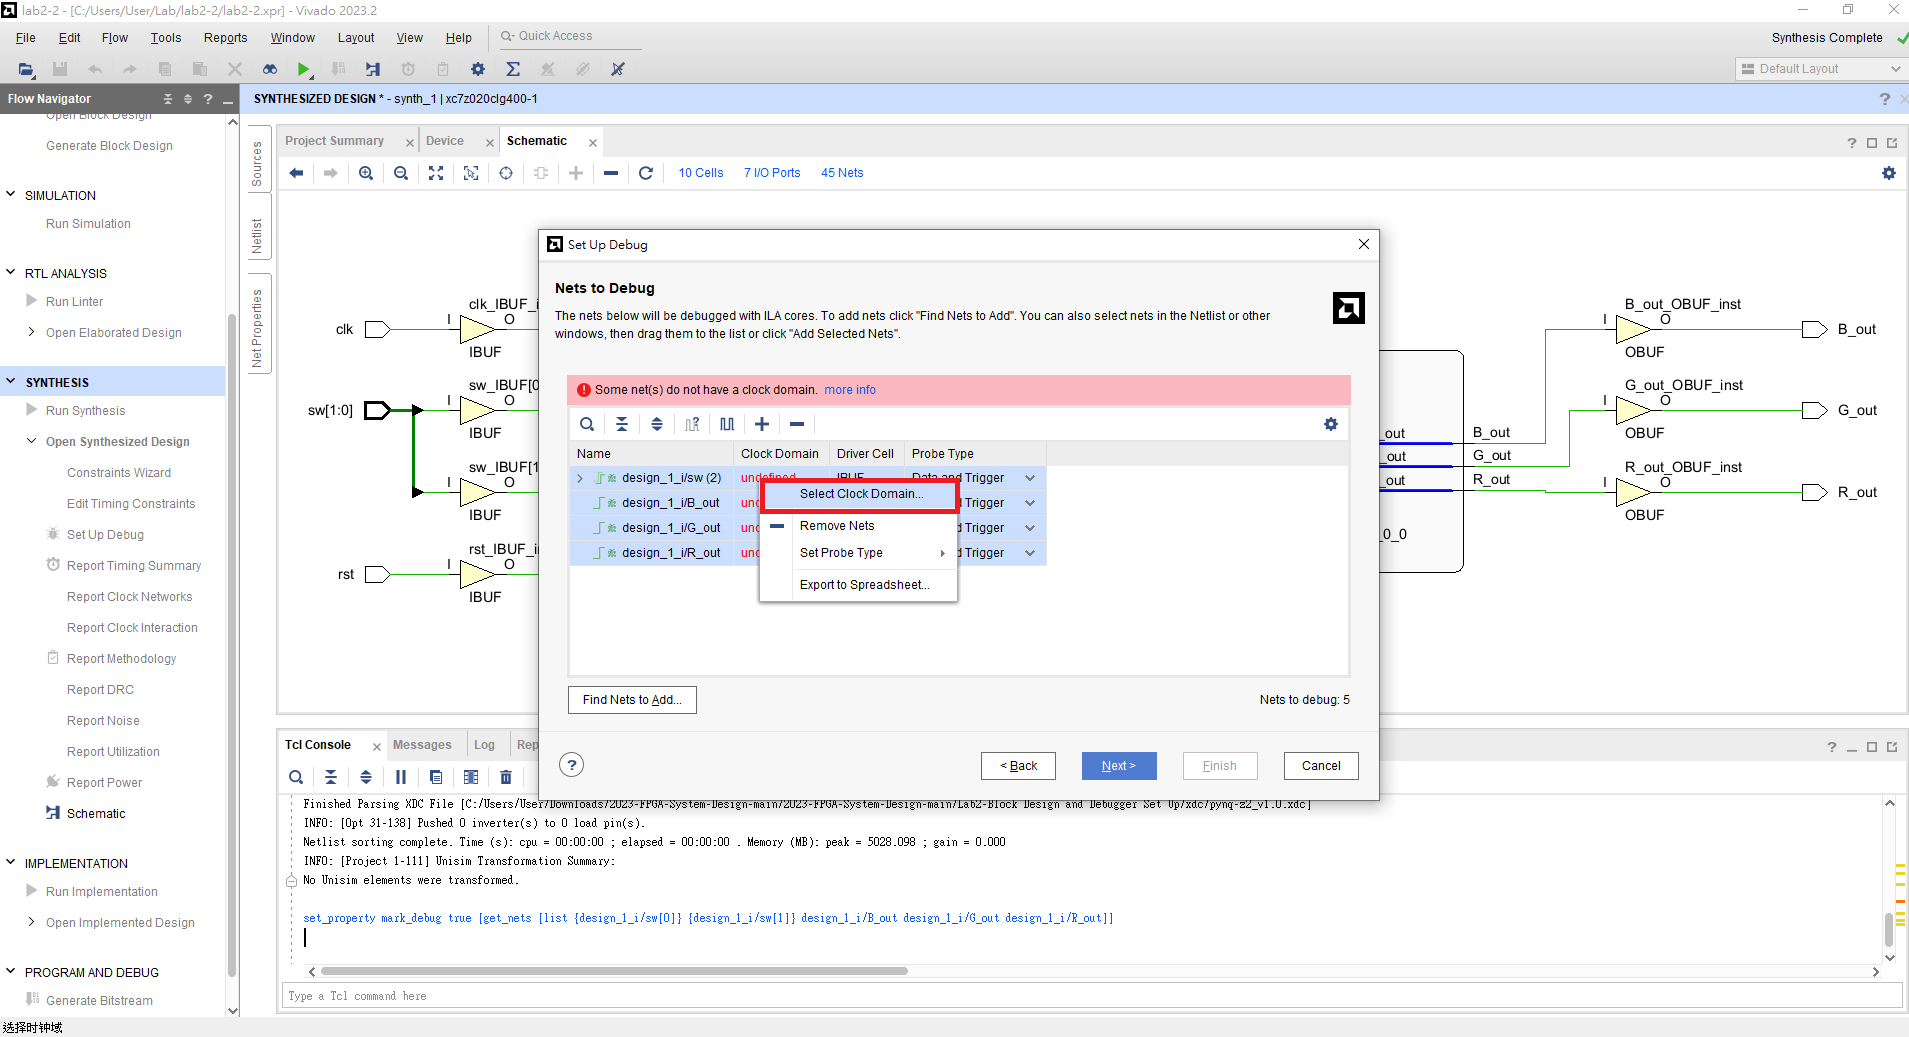 lab2-2 - [C:/Users/User/Lab/lab2-2/lab2-2.xpr] - Vivado 2023.2
File Edit Flow Tools Reports Window Layout View Help Quick Access
Synthesis Complete
Default Layout
Flow Navigator
SYNTHESIZED DESIGN * - synth_1 | xc7z020clg400-1
Open Block Design
Generate Block Design
SIMULATION
Run Simulation
RTL ANALYSIS
Run Linter
Open Elaborated Design
SYNTHESIS
Run Synthesis
Open Synthesized Design
Constraints Wizard
Edit Timing Constraints
Set Up Debug
Report Timing Summary
Report Clock Networks
Report Clock Interaction
Report Methodology
Report DRC
Report Noise
Report Utilization
Report Power
Schematic
IMPLEMENTATION
Run Implementation
Open Implemented Design
PROGRAM AND DEBUG
Generate Bitstream
Sources
Netlist
Net Properties
Project Summary Device Schematic
10 Cells 7 I/O Ports 45 Nets
clk
clk_IBUF_i
I O
IBUF
sw[1:0]
sw_IBUF[0
I O
IBUF
sw_IBUF[1
I O
IBUF
rst
rst_IBUF_i
I O
IBUF
Set Up Debug
Nets to Debug
The nets below will be debugged with ILA cores. To add nets click "Find Nets to Add". You can also select nets in the Netlist or other
windows, then drag them to the list or click "Add Selected Nets".
Some net(s) do not have a clock domain. more info
Name Clock Domain Driver Cell Probe Type
design_1_i/sw (2) undefined IBUF Data and Trigger
design_1_i/B_out und d Trigger
design_1_i/G_out und d Trigger
design_1_i/R_out und d Trigger
Select Clock Domain...
Remove Nets
Set Probe Type
Export to Spreadsheet...
Find Nets to Add...
Nets to debug: 5
< Back Next > Finish Cancel
_out
_out
_out
_0_0
B_out
G_out
R_out
B_out_OBUF_inst
I O
OBUF
B_out
G_out_OBUF_inst
I O
OBUF
G_out
R_out_OBUF_inst
I O
OBUF
R_out
Tcl Console Messages Log Rep
Finished Parsing XDC File [C:/Users/User/Downloads/2023-FPGA-System-Design-main/2023-FPGA-System-Design-main/Lab2-Block Design and Debugger Set Up/xdc/pynq-z2_v1.0.xdc]
INFO: [Opt 31-138] Pushed 0 inverter(s) to 0 load pin(s).
Netlist sorting complete. Time (s): cpu = 00:00:00 ; elapsed = 00:00:00 . Memory (MB): peak = 5028.098 ; gain = 0.000
INFO: [Project 1-111] Unisim Transformation Summary:
No Unisim elements were transformed.
set_property mark_debug true [get_nets [list {design_1_i/sw[0]} {design_1_i/sw[1]} design_1_i/B_out design_1_i/G_out design_1_i/R_out]]
Type a Tcl command here
选择时钟域